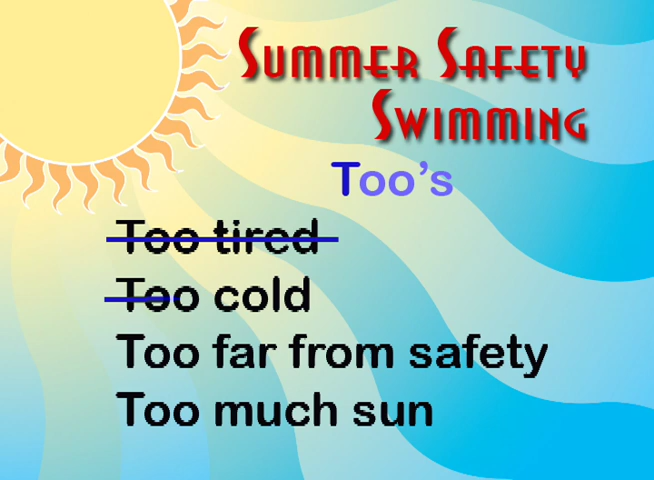 Summer Safety
Swimming
Too's
Too tired
Too cold
Too far from safety
Too much sun